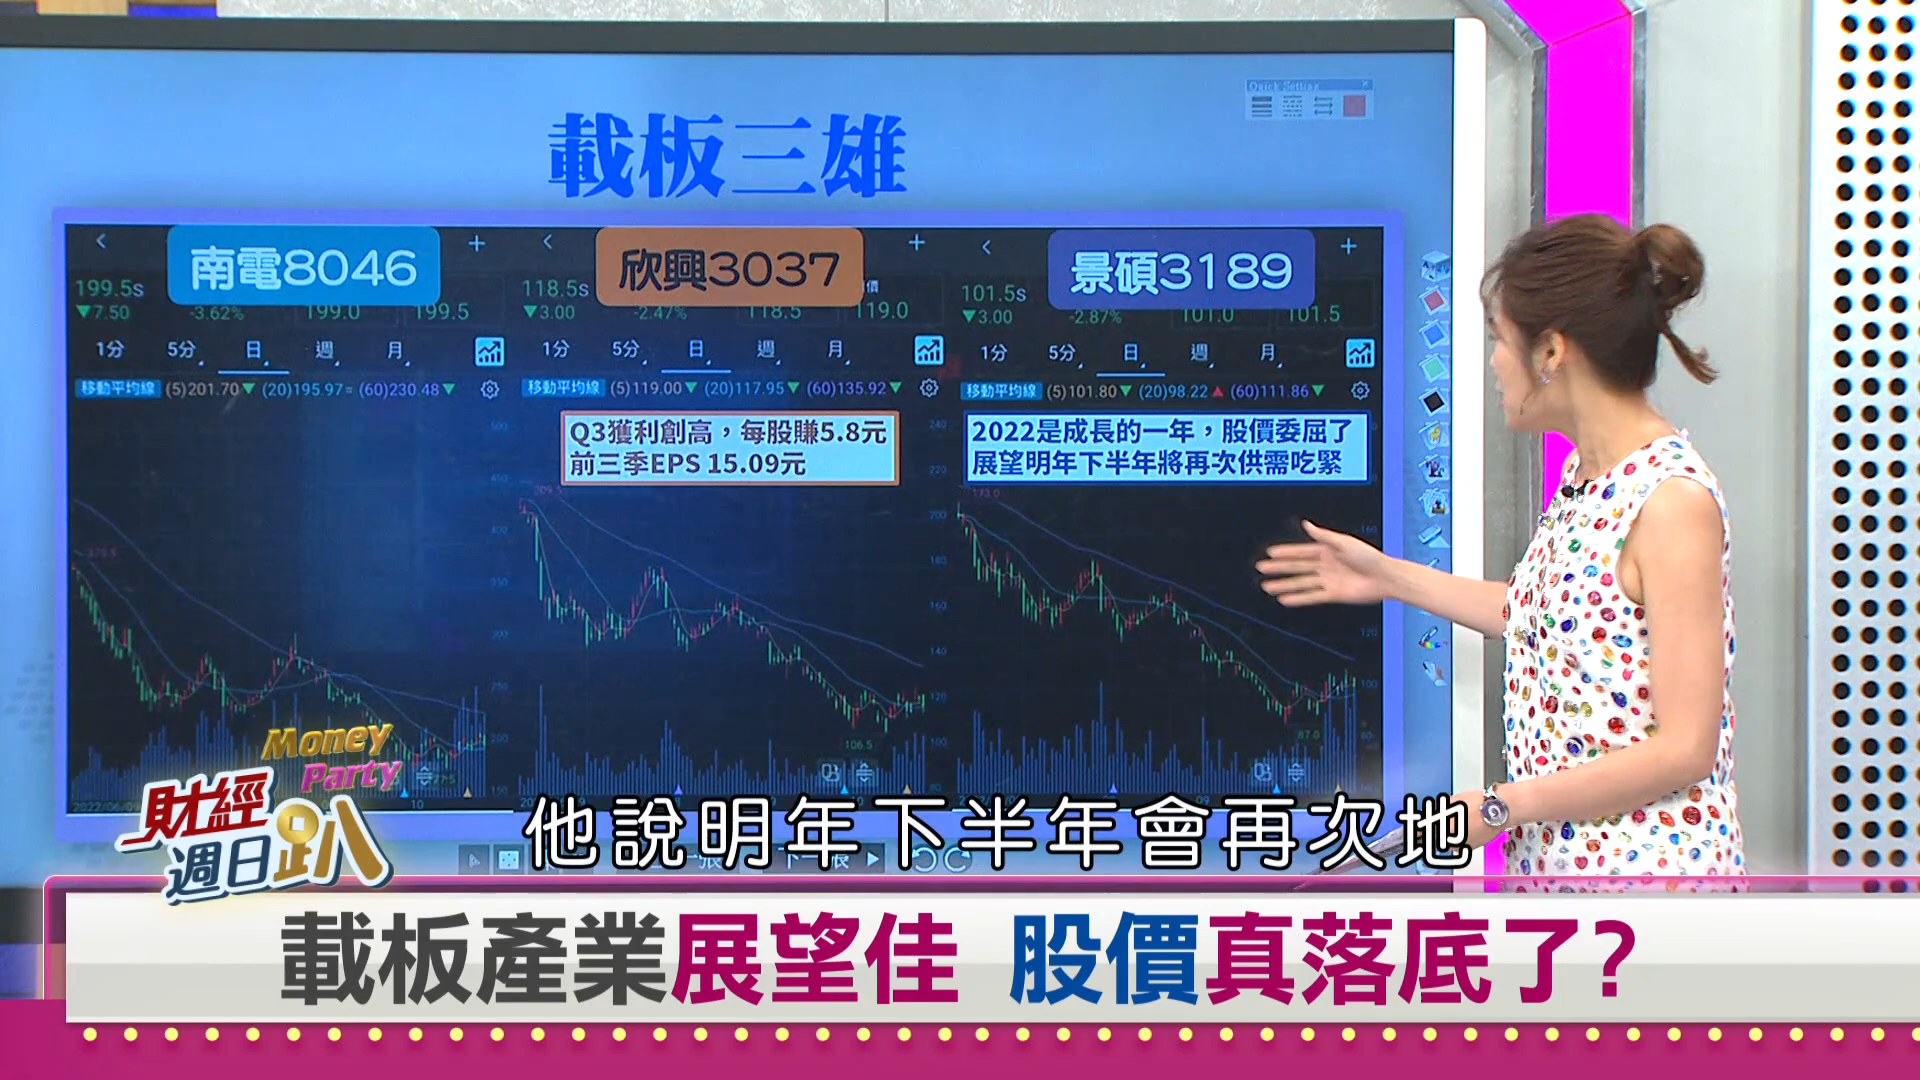 Quick Setting
載板三雄
南電8046
欣興3037
景碩3189
199.5s
▼7.50 -3.62% 199.0 199.5
118.5s
▼3.00 -2.47% 118.5 119.0
101.5s
▼3.00 -2.87% 101.0 101.5
1分 5分 日 週 月
1分 5分 日 週 月
1分 5分 日 週 月
移動平均線 (5)201.70▼ (20)195.97= (60)230.48▼
移動平均線 (5)119.00▼ (20)117.95▼ (60)135.92▼
移動平均線 (5)101.80▼ (20)98.22▲ (60)111.86▼
Q3獲利創高，每股賺5.8元
前三季EPS 15.09元
2022是成長的一年，股價委屈了
展望明年下半年將再次供需吃緊
106.5
87.0
Money
Party
財經
週日趴
他說明年下半年會再次地
載板產業展望佳 股價真落底了?